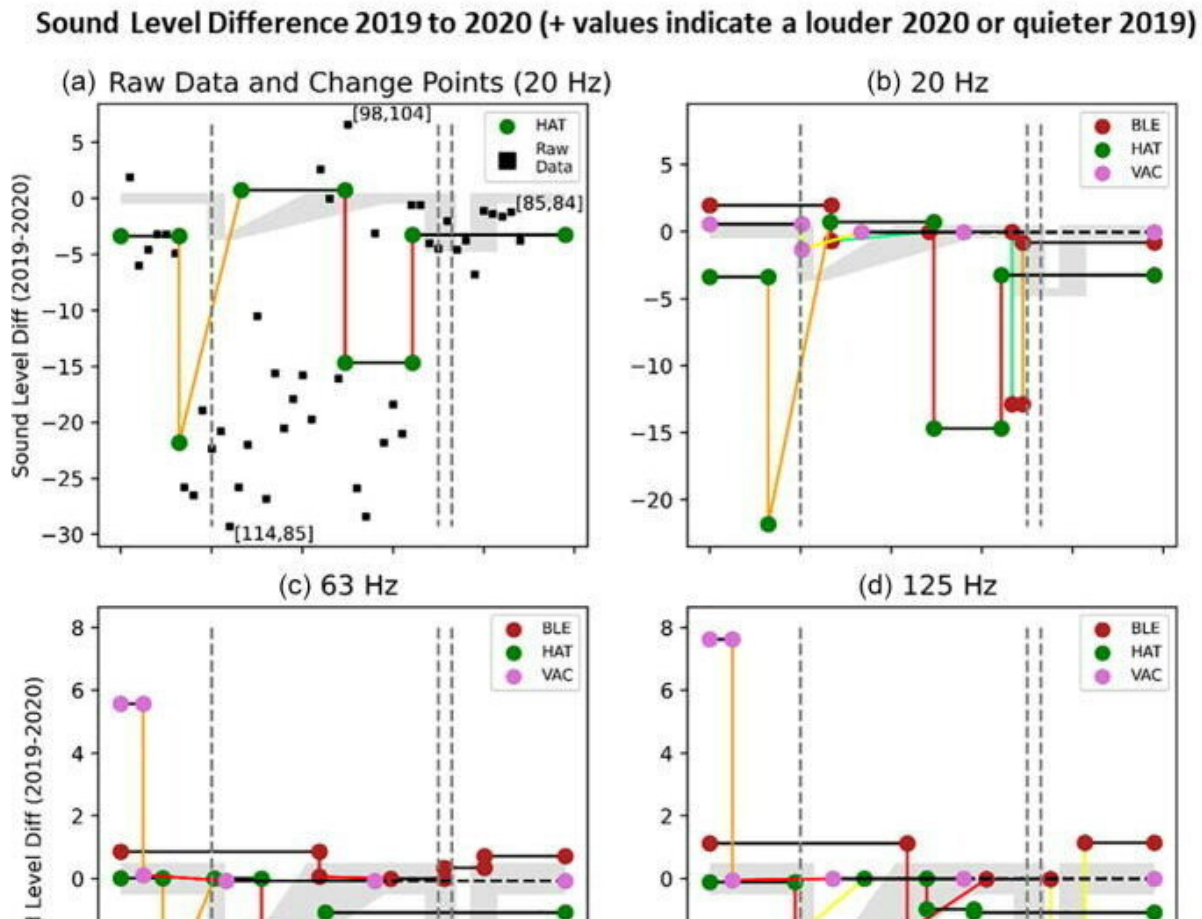 Sound Level Difference 2019 to 2020 (+ values indicate a louder 2020 or quieter 2019)
(a) Raw Data and Change Points (20 Hz)
[98,104]
HAT
Raw
Data
[85,84]
[114,85]
5
0
−5
−10
−15
−20
−25
−30
Sound Level Diff (2019-2020)
(b) 20 Hz
BLE
HAT
VAC
5
0
−5
−10
−15
−20
(c) 63 Hz
BLE
HAT
VAC
8
6
4
2
0
Level Diff (2019-2020)
(d) 125 Hz
BLE
HAT
VAC
8
6
4
2
0